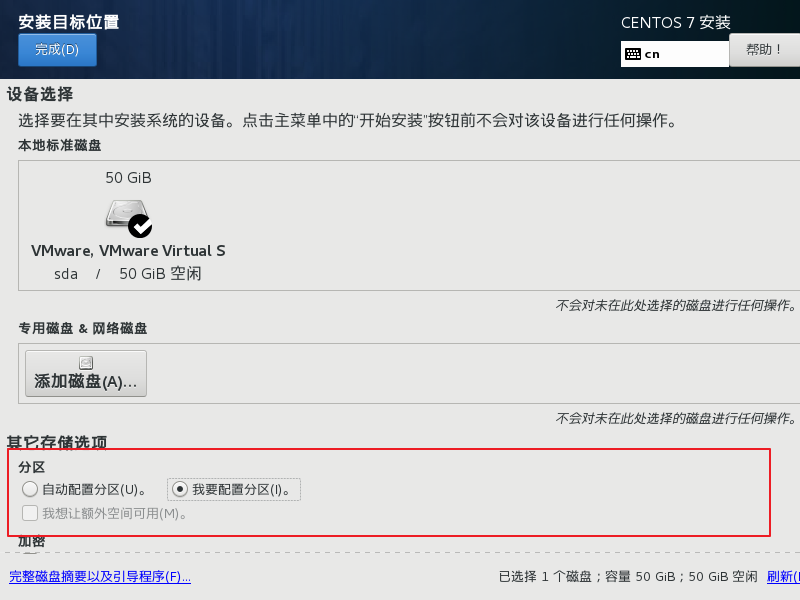 安装目标位置
CENTOS 7 安装
完成(D)
cn
帮助！
设备选择
选择要在其中安装系统的设备。点击主菜单中的“开始安装”按钮前不会对该设备进行任何操作。
本地标准磁盘
50 GiB
VMware, VMware Virtual S
sda / 50 GiB 空闲
不会对未在此处选择的磁盘进行任何操作。
专用磁盘 & 网络磁盘
添加磁盘(A)...
不会对未在此处选择的磁盘进行任何操作。
其它存储选项
分区
自动配置分区(U)。 我要配置分区(I)。
我想让额外空间可用(M)。
加密
完整磁盘摘要以及引导程序(F)... 已选择 1 个磁盘；容量 50 GiB；50 GiB 空闲 刷新(